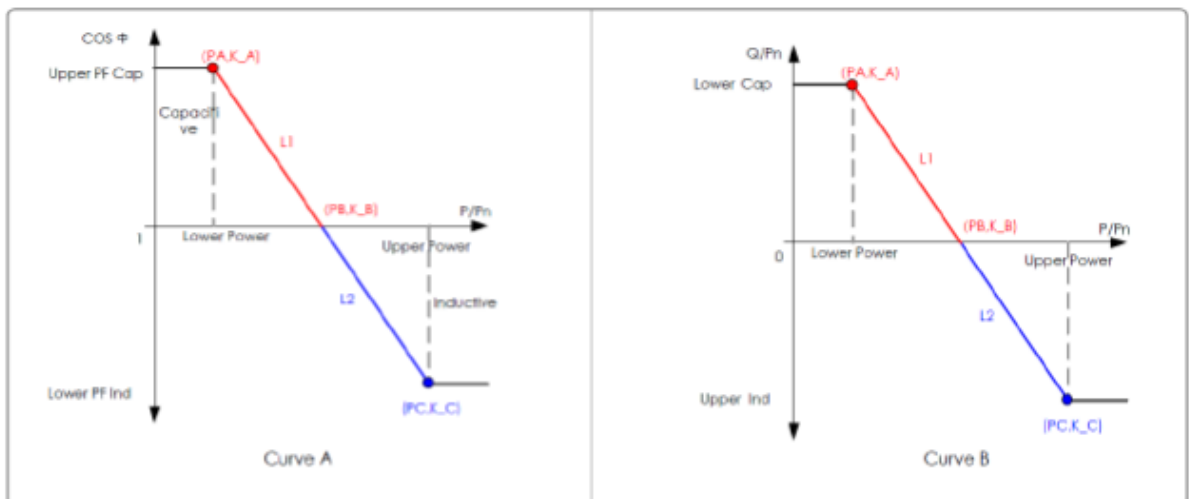 COS Φ
(PA,K_A)
Upper PF Cap
Capaciti
ve
L1
(PB,K_B)
P/Pn
1
Lower Power
Upper Power
L2
Inductive
Lower PF Ind
(PC,K_C)
Curve A
Q/Pn
(PA,K_A)
Lower Cap
L1
(PB,K_B)
P/Pn
0
Lower Power
Upper Power
L2
Upper Ind
(PC,K_C)
Curve B